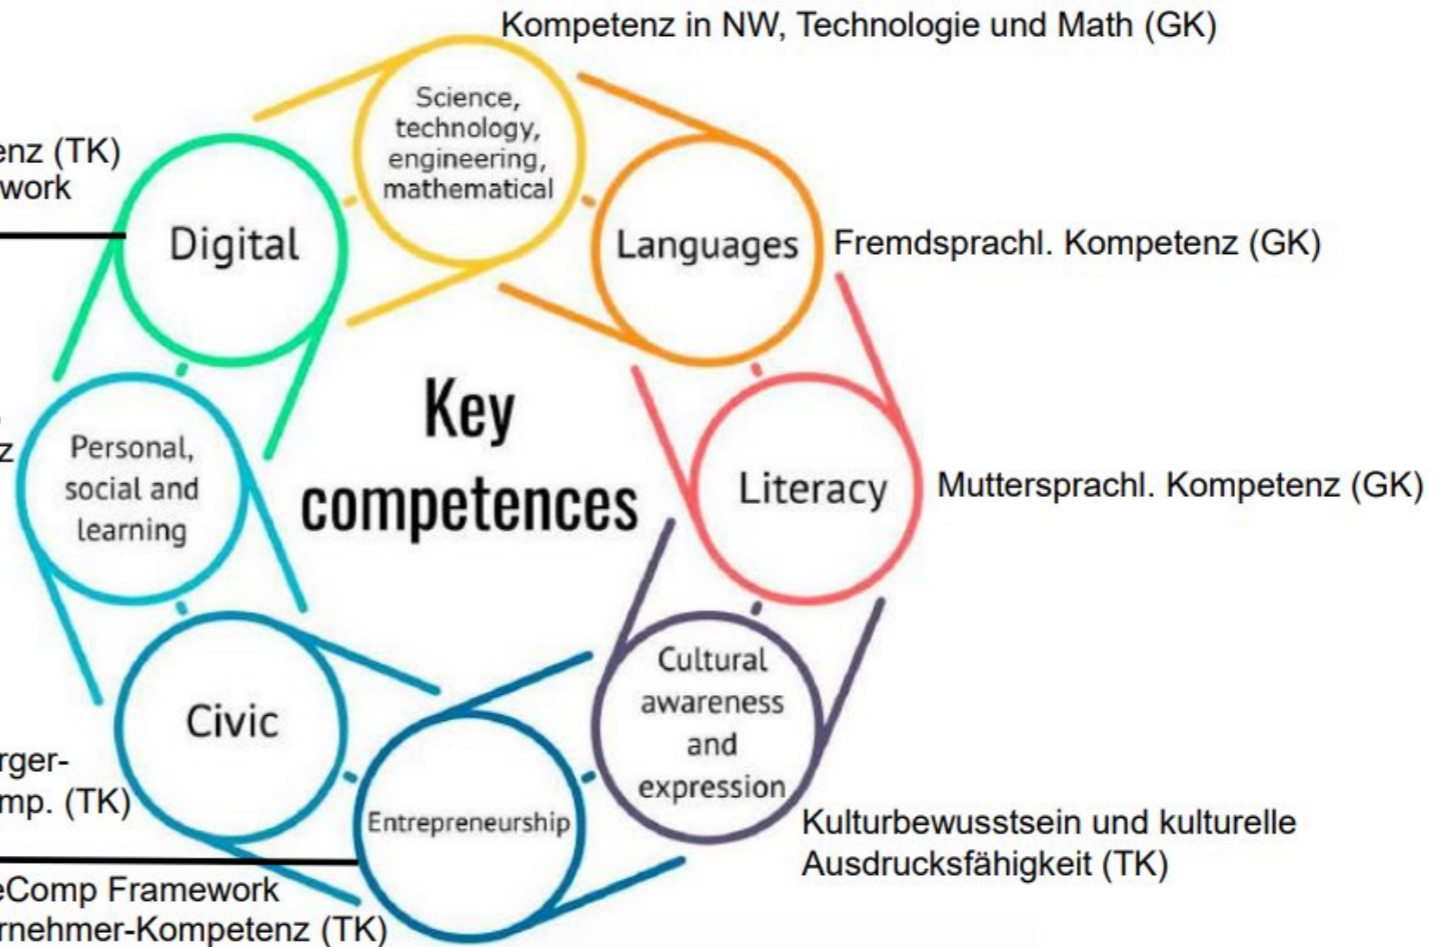 Kompetenz in NW, Technologie und Math (GK)
Science,
technology,
engineering,
mathematical
enz (TK)
work
Digital
Languages
Fremdsprachl. Kompetenz (GK)
Key
competences
z
Personal,
social and
learning
Literacy
Muttersprachl. Kompetenz (GK)
Civic
Cultural
awareness
and
expression
rger-
mp. (TK)
Entrepreneurship
Kulturbewusstsein und kulturelle
Ausdrucksfähigkeit (TK)
eComp Framework
rnehmer-Kompetenz (TK)